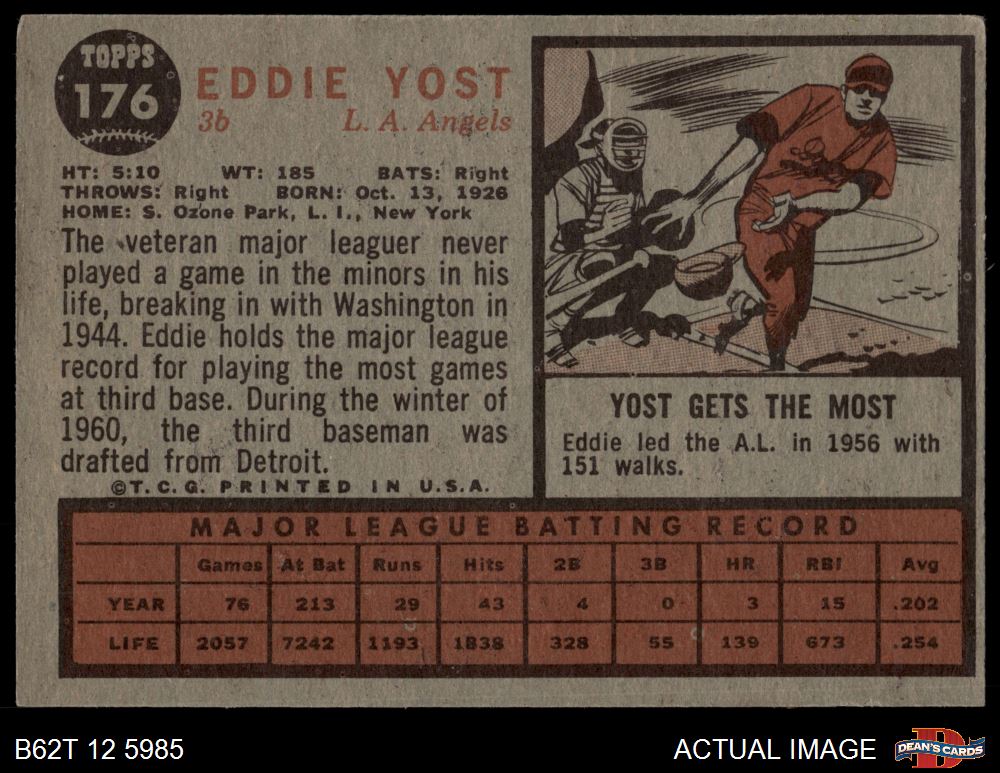 TOPPS
176
EDDIE YOST
3b L. A. Angels
HT: 5:10 WT: 185 BATS: Right
THROWS: Right BORN: Oct. 13, 1926
HOME: S. Ozone Park, L. I., New York
The veteran major leaguer never
played a game in the minors in his
life, breaking in with Washington in
1944. Eddie holds the major league
record for playing the most games
at third base. During the winter of
1960, the third baseman was
drafted from Detroit.
©T. C. G. PRINTED IN U.S.A.
YOST GETS THE MOST
Eddie led the A.L. in 1956 with
151 walks.
MAJOR LEAGUE BATTING RECORD
Games At Bat Runs Hits 2B 3B HR RBI Avg
YEAR 76 213 29 43 4 0 3 15 .202
LIFE 2057 7242 1193 1838 328 55 139 673 .254
B62T 12 5985
ACTUAL IMAGE
D
DEAN'S CARDS